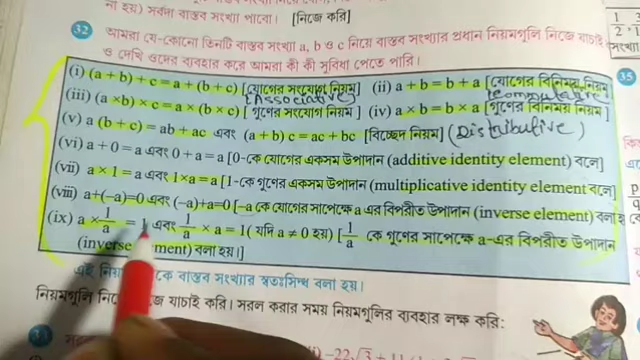 না হয়) সর্বদা বাস্তব সংখ্যা পাবো। [নিজে করি]
32 আমরা যে-কোনো তিনটি বাস্তব সংখ্যা a, b ও c নিয়ে বাস্তব সংখ্যার প্রধান নিয়মগুলি নিজে যাচাই
ও দেখি ওদের ব্যবহার করে আমরা কী কী সুবিধা পেতে পারি।
(i) (a + b) + c = a + (b + c) [যোগের সংযোগ নিয়ম] (ii) a + b = b + a [যোগের বিনিময় নিয়ম]
(Associative) (commutative
(iii) (a ×b) × c = a × (b × c) [ গুণের সংযোগ নিয়ম] (iv) a × b = b × a [গুণের বিনিময় নিয়ম]
(v) a (b + c) = ab + ac এবং (a + b) c = ac + bc [বিচ্ছেদ নিয়ম] (Distributive)
(vi) a + 0 = a এবং 0 + a = a [0-কে যোগের একসম উপাদান (additive identity element) বলে]
(vii) a × 1 = a এবং 1 × a = a [1-কে গুণের একসম উপাদান (multiplicative identity element) বলে]
(viii) a+(−a)=0 এবং (−a)+a=0 [−a কে যোগের সাপেক্ষে a এর বিপরীত উপাদান (inverse element) বলা
(ix) a × 1/a = 1 এবং 1/a × a = 1( যদি a ≠ 0 হয়) [1/a কে গুণের সাপেক্ষে a-এর বিপরীত উপাদান
(inverse ment) বলা হয়।]
এই নিয় কে বাস্তব সংখ্যার স্বতঃসিদ্ধ বলা হয়।
নিয়মগুলি নিজে যাচাই করি। সরল করার সময় নিয়মগুলির ব্যবহার লক্ষ করি:
35